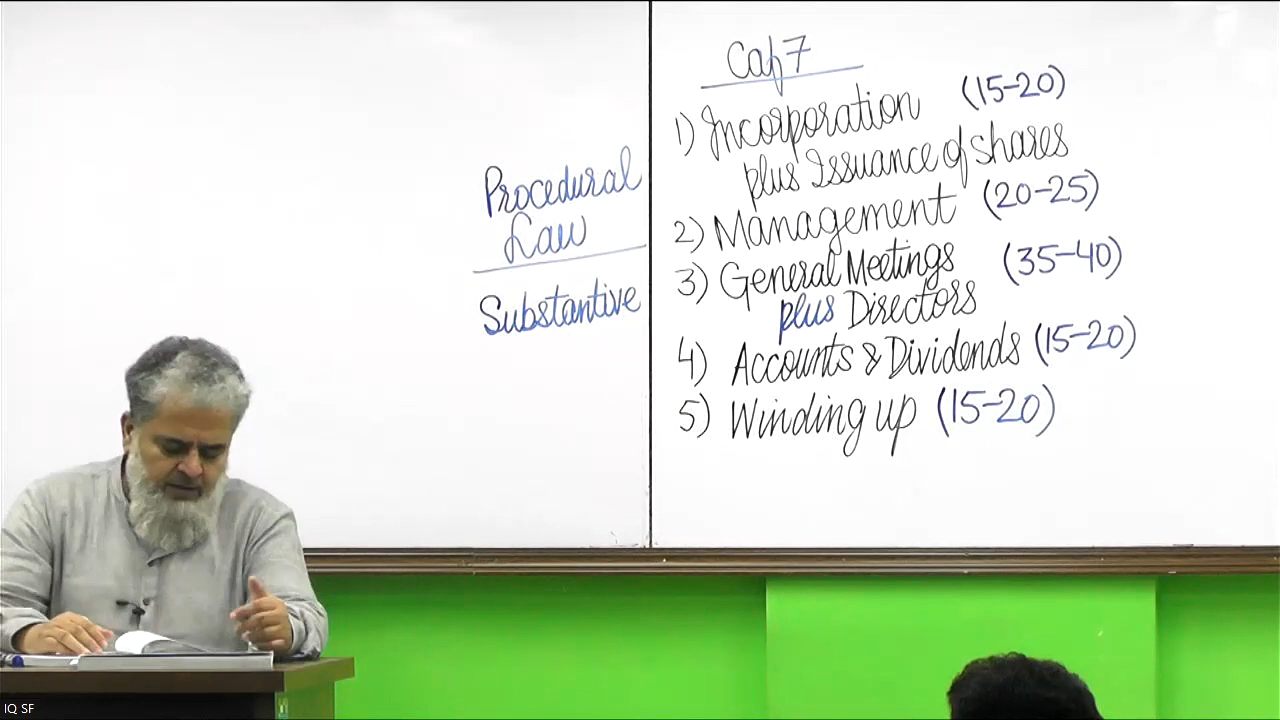 Procedural
Law
Substantive
Caf 7
1) Incorporation (15-20)
plus Issuance of shares
2) Management (20-25)
3) General Meetings (35-40)
plus Directors
4) Accounts & Dividends (15-20)
5) Winding up (15-20)
IQ SF